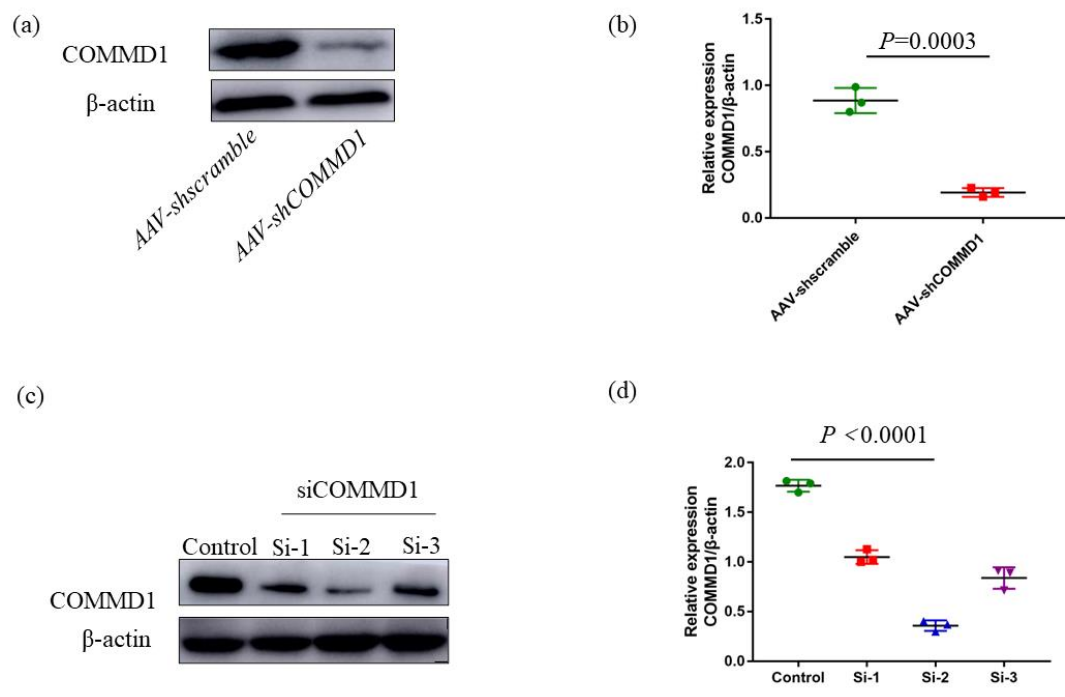 (a)
COMMD1
β-actin
AAV-shscramble
AAV-shCOMMD1
(b)
Relative expression
COMMD1/β-actin
1.5
1.0
0.5
0.0
P=0.0003
AAV-shscramble
AAV-shCOMMD1
(c)
siCOMMD1
Control Si-1 Si-2 Si-3
COMMD1
β-actin
(d)
P <0.0001
Relative expression
COMMD1/β-actin
2.0
1.5
1.0
0.5
0.0
Control Si-1 Si-2 Si-3